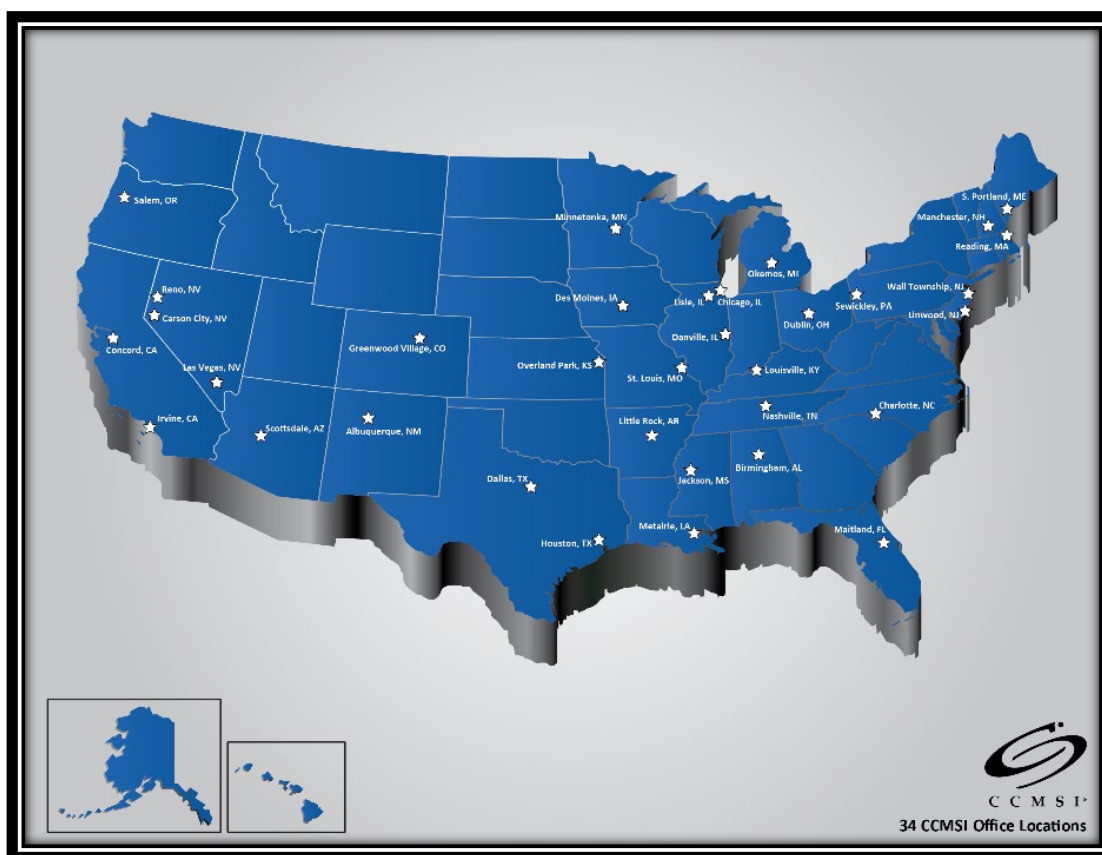 S. Portland, ME
Salem, OR
Manchester, NH
Minnetonka, MN
Reading, MA
Okemos, MI
Reno, NV
Wall Township, NJ
Des Moines, IA
Lisle, IL
Chicago, IL
Sewickley, PA
Carson City, NV
Linwood, NJ
Dublin, OH
Concord, CA
Greenwood Village, CO
Danville, IL
Las Vegas, NV
Overland Park, KS
St. Louis, MO
Louisville, KY
Irvine, CA
Scottsdale, AZ
Albuquerque, NM
Little Rock, AR
Nashville, TN
Charlotte, NC
Birmingham, AL
Dallas, TX
Jackson, MS
Metairie, LA
Maitland, FL
Houston, TX
CCMSI
34 CCMSI Office Locations